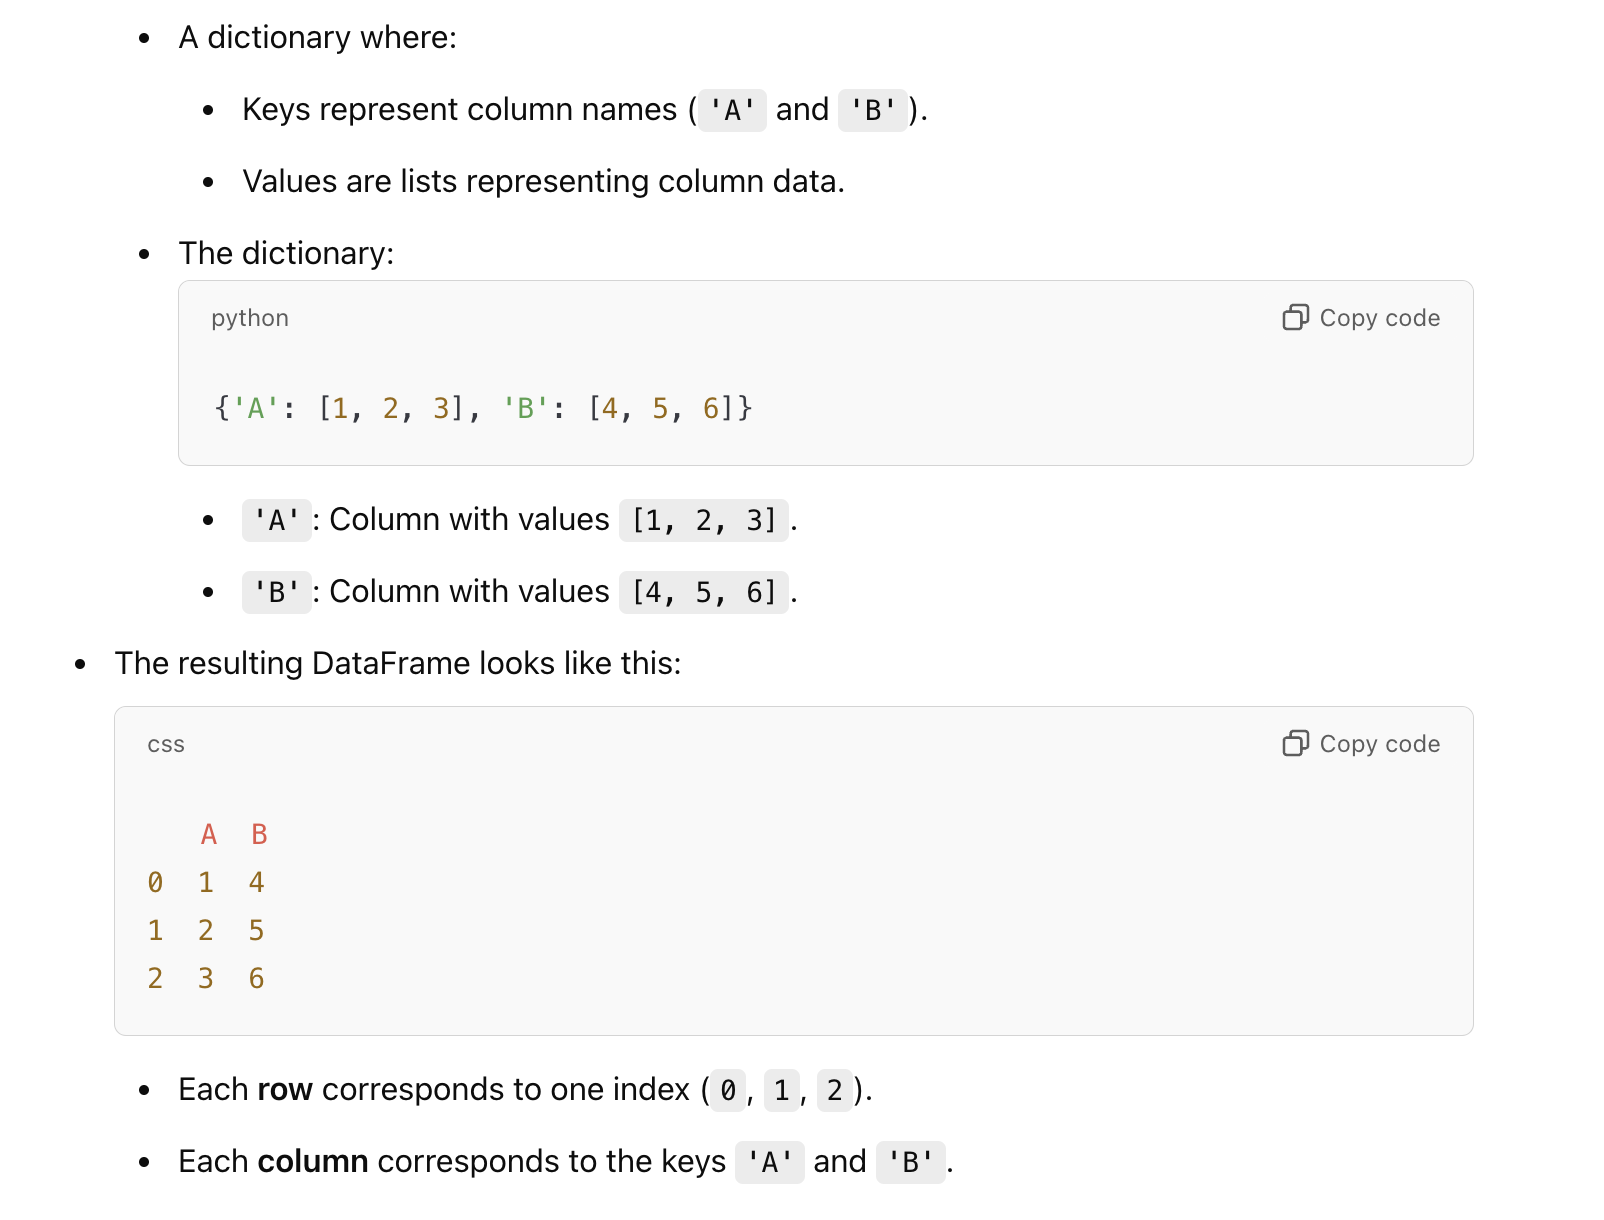 • A dictionary where:
• Keys represent column names ( 'A' and 'B' ).
• Values are lists representing column data.
• The dictionary:
python Copy code
{'A': [1, 2, 3], 'B': [4, 5, 6]}
• 'A' : Column with values [1, 2, 3] .
• 'B' : Column with values [4, 5, 6] .
• The resulting DataFrame looks like this:
css Copy code
   A  B
0  1  4
1  2  5
2  3  6
• Each row corresponds to one index ( 0 , 1 , 2 ).
• Each column corresponds to the keys 'A' and 'B' .